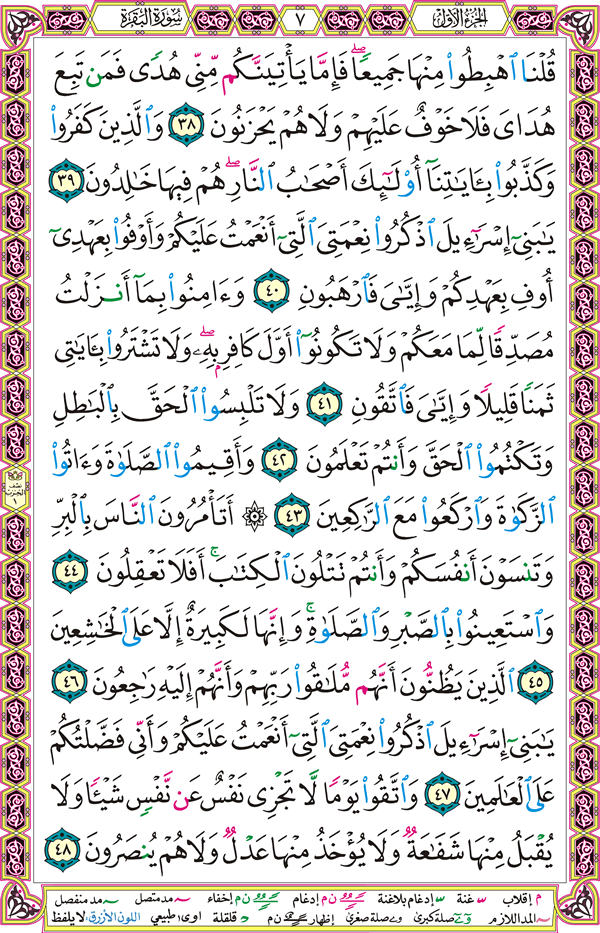 الجزء الأول
٧
سورة البقرة
قُلْنَا ٱهْبِطُوا۟ مِنْهَا جَمِيعًاۖ فَإِمَّا يَأْتِيَنَّكُم مِّنِّى هُدًى فَمَن تَبِعَ
هُدَاىَ فَلَا خَوْفٌ عَلَيْهِمْ وَلَا هُمْ يَحْزَنُونَ ٣٨ وَٱلَّذِينَ كَفَرُوا۟
وَكَذَّبُوا۟ بِـَٔايَـٰتِنَآ أُو۟لَـٰٓئِكَ أَصْحَـٰبُ ٱلنَّارِۖ هُمْ فِيهَا خَـٰلِدُونَ ٣٩
يَـٰبَنِىٓ إِسْرَٰٓءِيلَ ٱذْكُرُوا۟ نِعْمَتِىَ ٱلَّتِىٓ أَنْعَمْتُ عَلَيْكُمْ وَأَوْفُوا۟ بِعَهْدِىٓ
أُوفِ بِعَهْدِكُمْ وَإِيَّـٰىَ فَٱرْهَبُونِ ٤٠ وَءَامِنُوا۟ بِمَآ أَنزَلْتُ
مُصَدِّقًا لِّمَا مَعَكُمْ وَلَا تَكُونُوٓا۟ أَوَّلَ كَافِرٍۭ بِهِۦۖ وَلَا تَشْتَرُوا۟ بِـَٔايَـٰتِى
ثَمَنًا قَلِيلًا وَإِيَّـٰىَ فَٱتَّقُونِ ٤١ وَلَا تَلْبِسُوا۟ ٱلْحَقَّ بِٱلْبَـٰطِلِ
وَتَكْتُمُوا۟ ٱلْحَقَّ وَأَنتُمْ تَعْلَمُونَ ٤٢ وَأَقِيمُوا۟ ٱلصَّلَوٰةَ وَءَاتُوا۟
ٱلزَّكَوٰةَ وَٱرْكَعُوا۟ مَعَ ٱلرَّٰكِعِينَ ٤٣ ۞ أَتَأْمُرُونَ ٱلنَّاسَ بِٱلْبِرِّ
وَتَنسَوْنَ أَنفُسَكُمْ وَأَنتُمْ تَتْلُونَ ٱلْكِتَـٰبَۚ أَفَلَا تَعْقِلُونَ ٤٤
وَٱسْتَعِينُوا۟ بِٱلصَّبْرِ وَٱلصَّلَوٰةِۚ وَإِنَّهَا لَكَبِيرَةٌ إِلَّا عَلَى ٱلْخَـٰشِعِينَ
٤٥ ٱلَّذِينَ يَظُنُّونَ أَنَّهُم مُّلَـٰقُوا۟ رَبِّهِمْ وَأَنَّهُمْ إِلَيْهِ رَٰجِعُونَ ٤٦
يَـٰبَنِىٓ إِسْرَٰٓءِيلَ ٱذْكُرُوا۟ نِعْمَتِىَ ٱلَّتِىٓ أَنْعَمْتُ عَلَيْكُمْ وَأَنِّى فَضَّلْتُكُمْ
عَلَى ٱلْعَـٰلَمِينَ ٤٧ وَٱتَّقُوا۟ يَوْمًا لَّا تَجْزِى نَفْسٌ عَن نَّفْسٍ شَيْـًٔا وَلَا
يُقْبَلُ مِنْهَا شَفَـٰعَةٌ وَلَا يُؤْخَذُ مِنْهَا عَدْلٌ وَلَا هُمْ يُنصَرُونَ ٤٨
نصف
الحزب
١
م إقلاب غنة إدغام بلاغنة ن م إدغام ن م إخفاء مد متصل مد منفصل
المد اللازم صلة كبرى صلة صغرى إظهار ن م قلقلة اوى: طبيعي اللون الأزرق: لا يلفظ